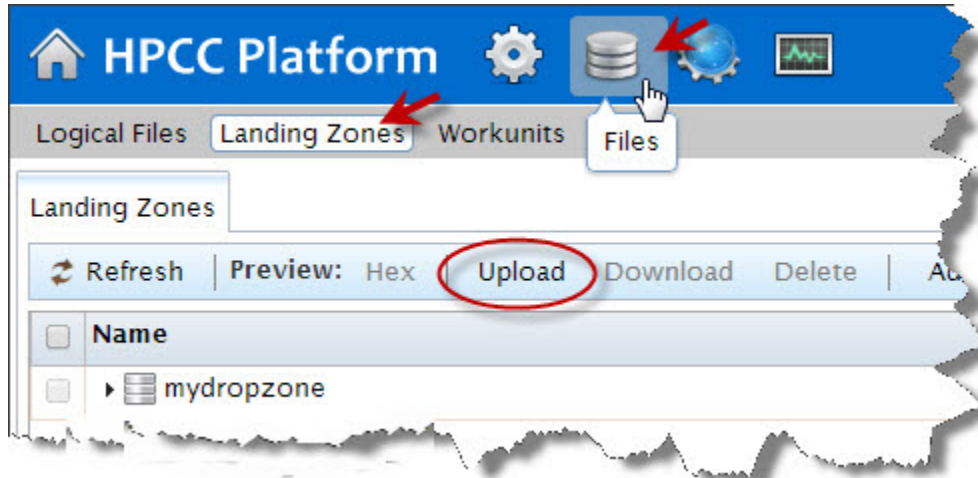 HPCC Platform
Logical Files Landing Zones Workunits
Files
Landing Zones
Refresh Preview: Hex Upload Download Delete
Name
mydropzone